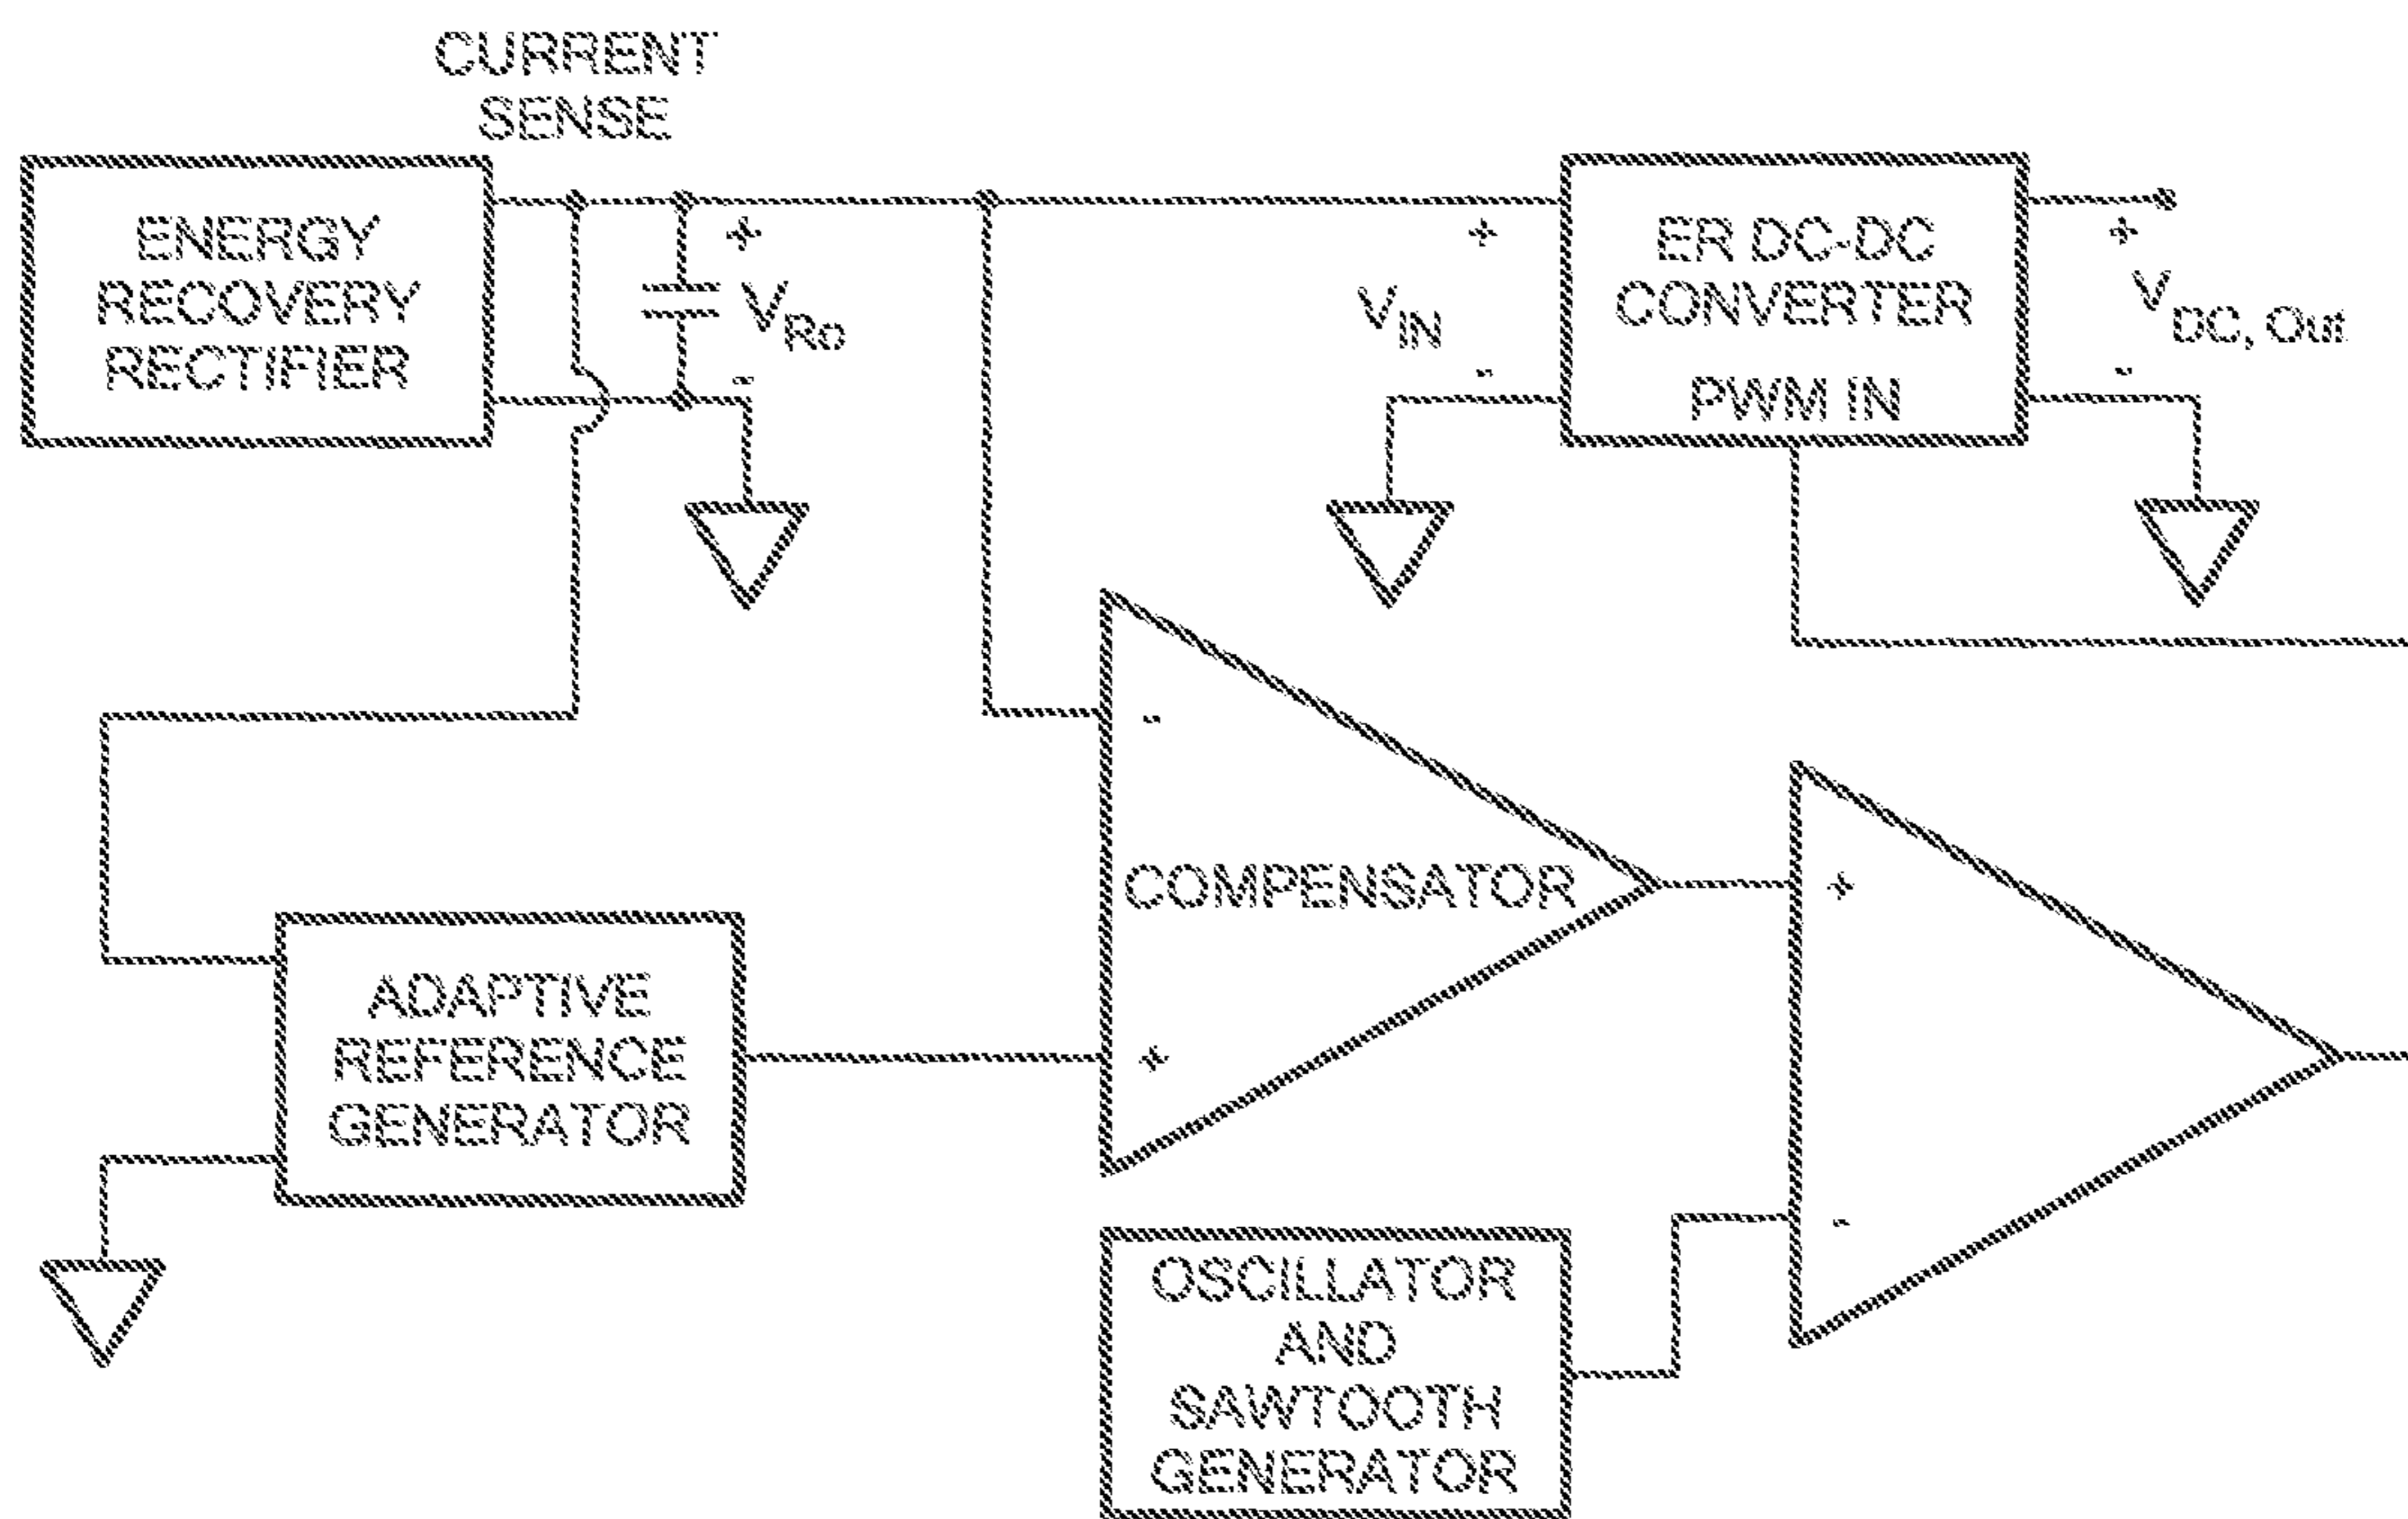 CURRENT
SENSE
ENERGY
RECOVERY
RECTIFIER
+
VRo
-
+
VIN
-
ER DC-DC
CONVERTER
PWM IN
+
VDC, Out
-
-
COMPENSATOR
+
+
-
ADAPTIVE
REFERENCE
GENERATOR
OSCILLATOR
AND
SAWTOOTH
GENERATOR